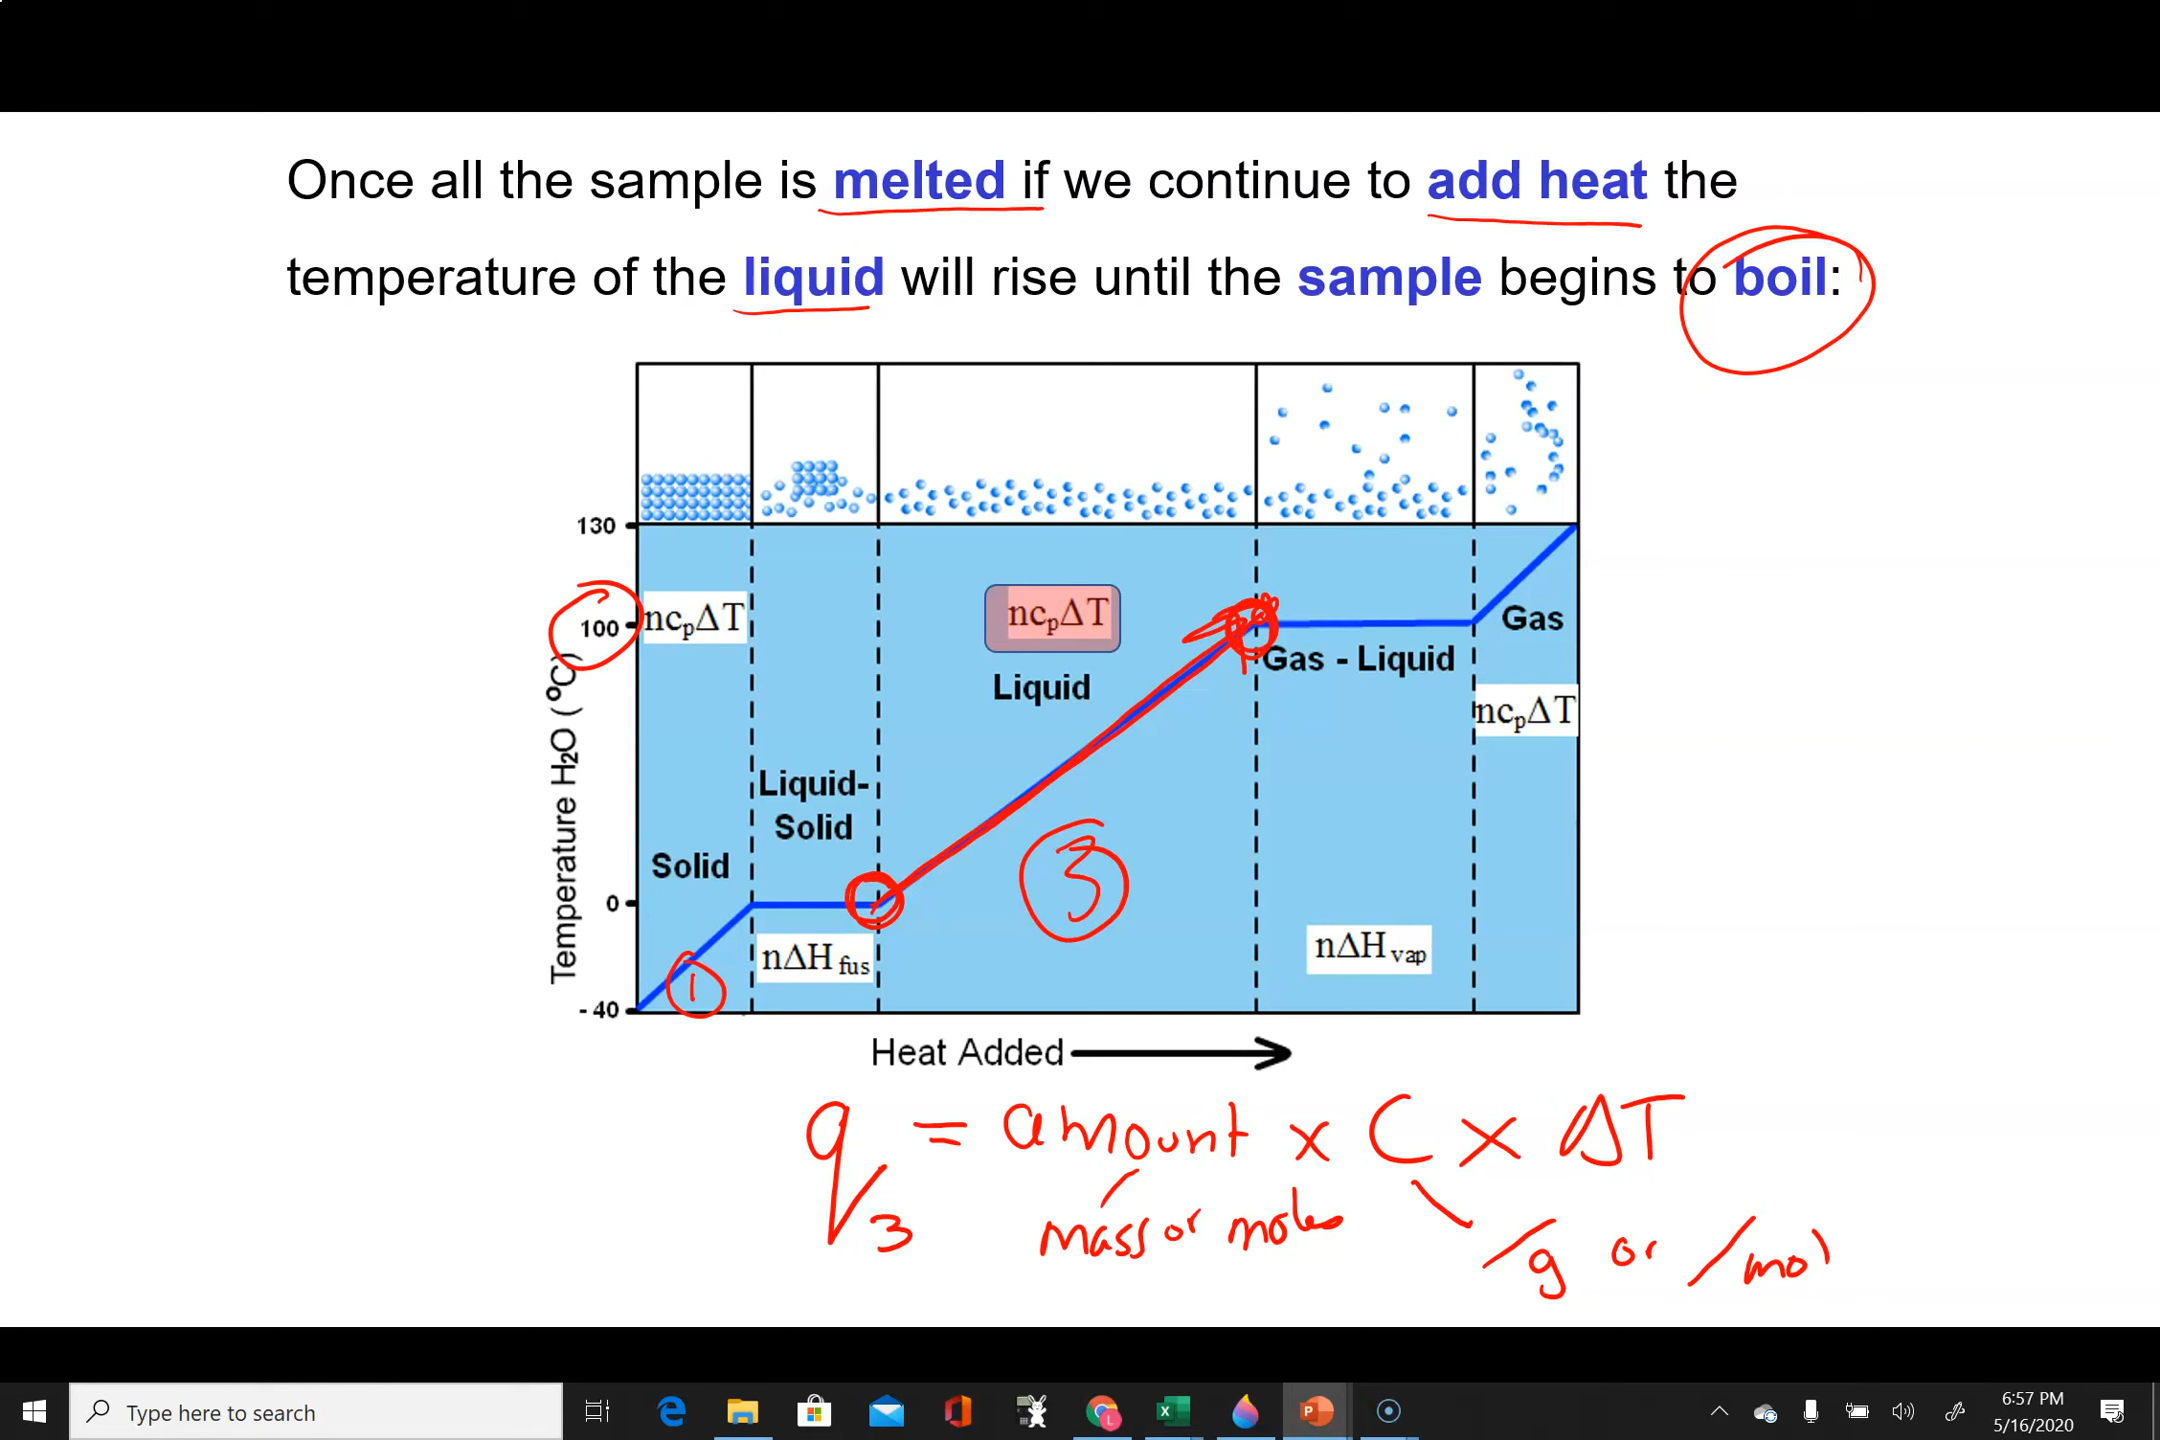 Once all the sample is melted if we continue to add heat the
temperature of the liquid will rise until the sample begins to boil:
130
100
0
- 40
Temperature H2O (°C)
ncpΔT
Solid
1
Liquid-
Solid
nΔHfus
ncpΔT
Liquid
3
Gas - Liquid
nΔHvap
Gas
ncpΔT
Heat Added
q3 = amount x C x ΔT
mass or moles
/g or /mol
Type here to search
6:57 PM
5/16/2020